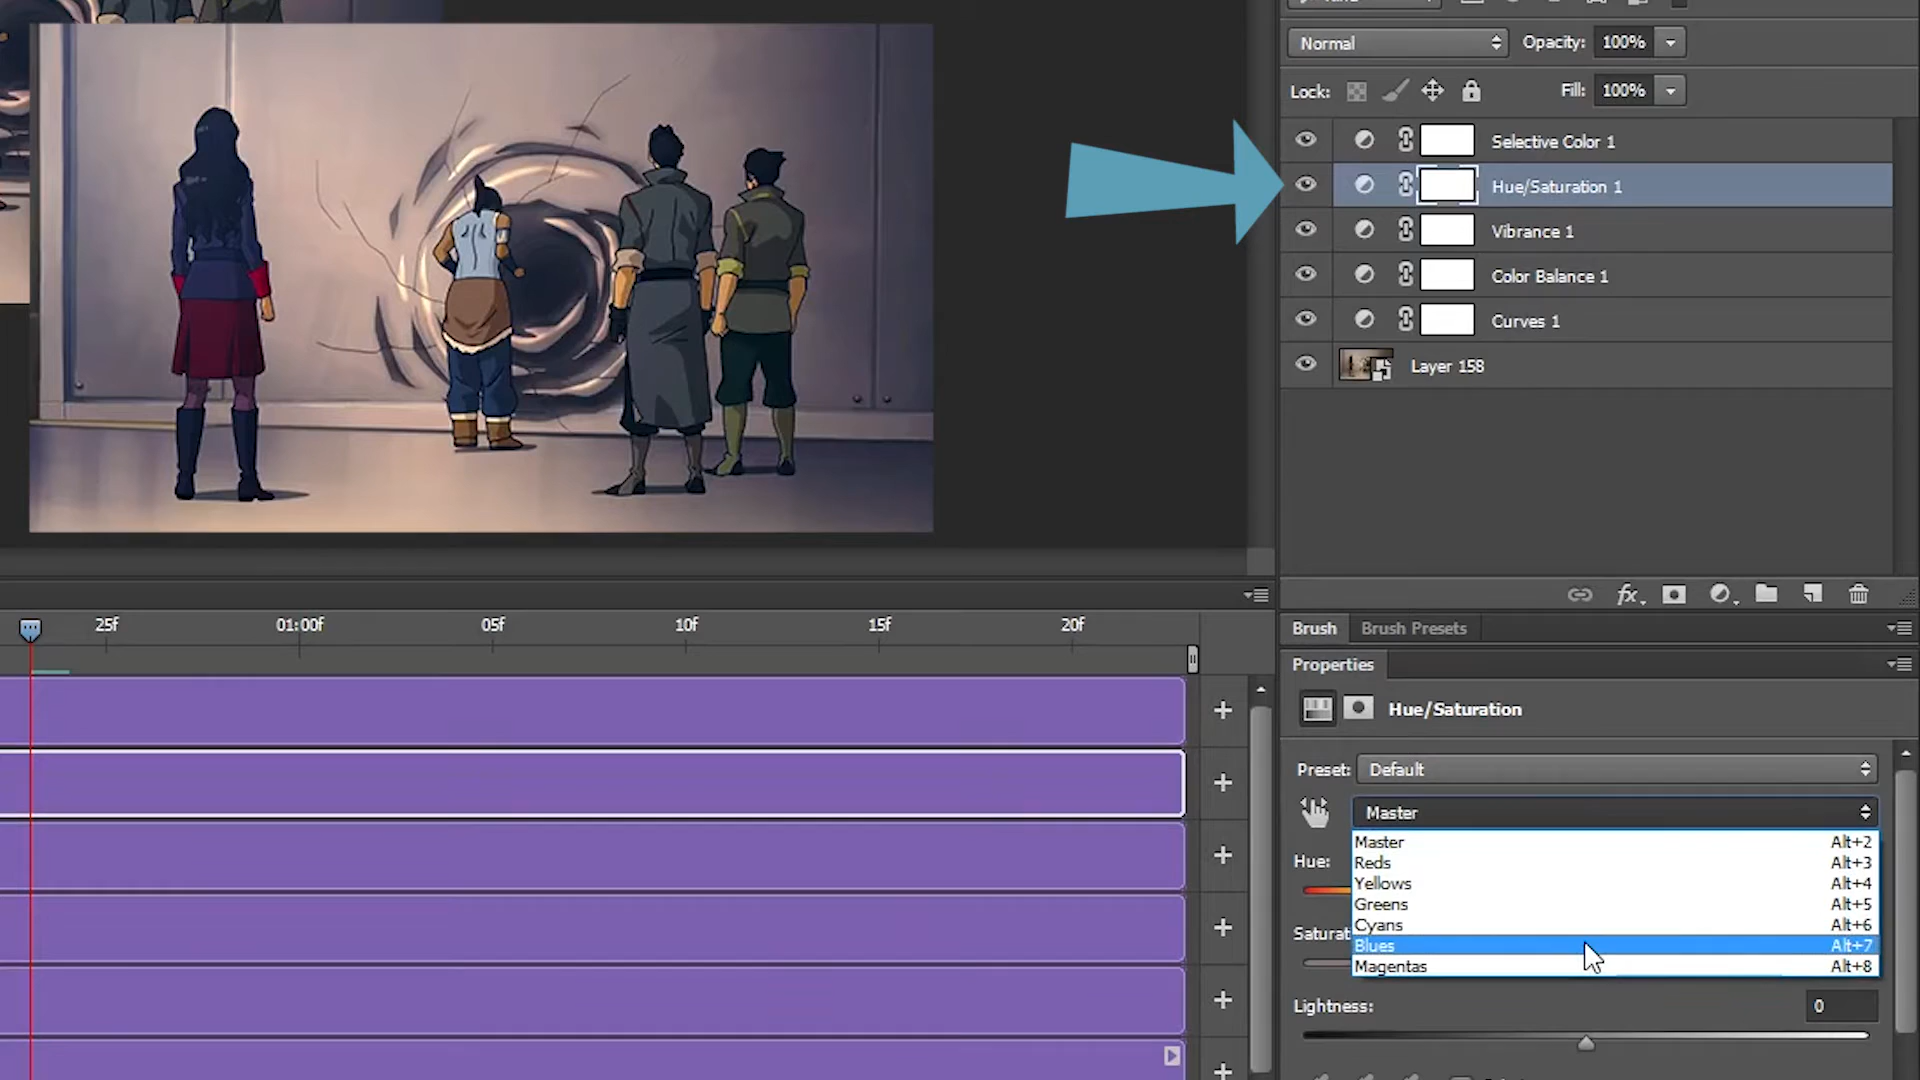 Normal
Opacity: 100%
Lock:
Fill: 100%
Selective Color 1
Hue/Saturation 1
Vibrance 1
Color Balance 1
Curves 1
Layer 158
fx
25f 01:00f 05f 10f 15f 20f
Brush Brush Presets
Properties
Hue/Saturation
Preset: Default
Master
Master Alt+2
Reds Alt+3
Hue:
Yellows Alt+4
Greens Alt+5
Cyans Alt+6
Saturat
Blues Alt+7
Magentas Alt+8
Lightness: 0